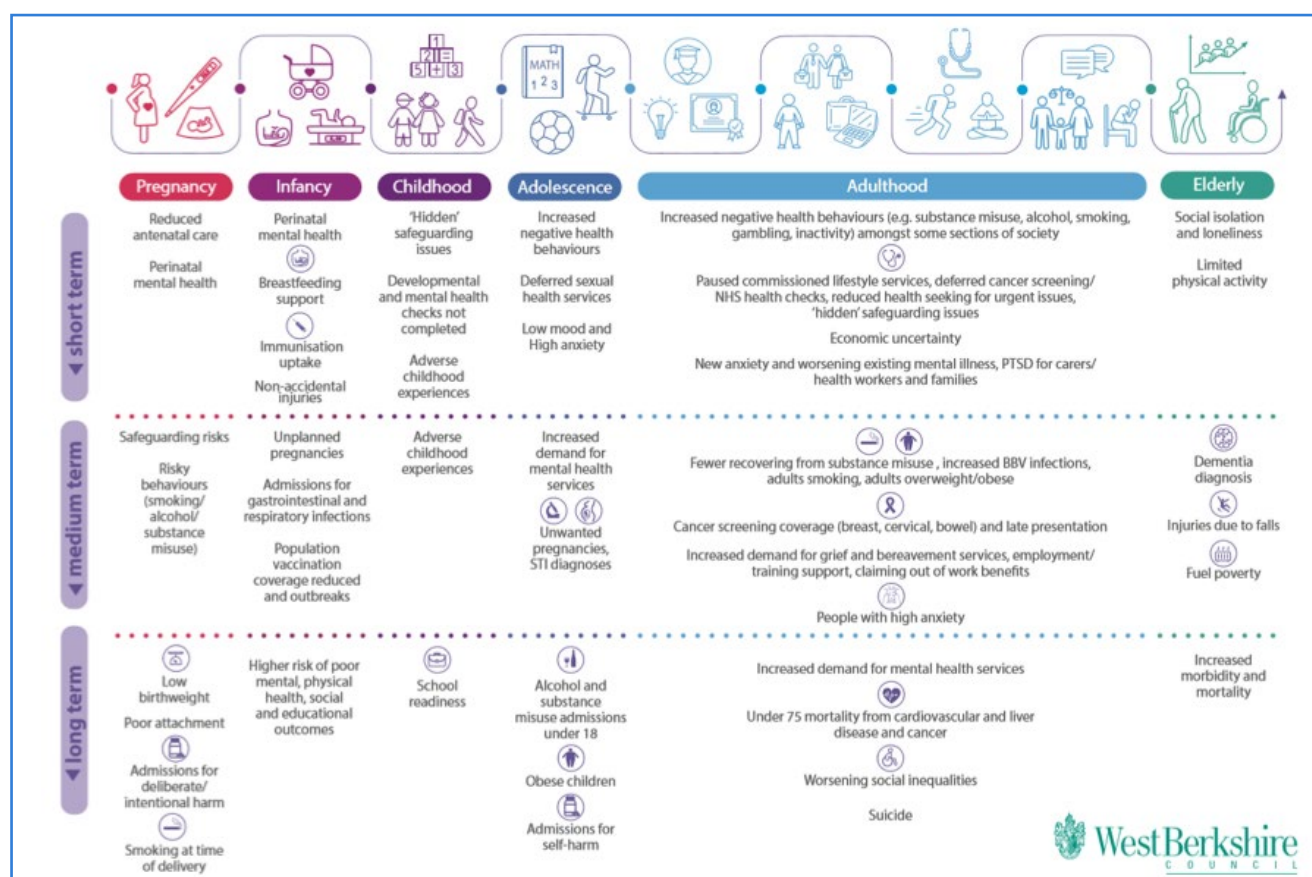 1
2 =
5 + 3
MATH
1 2 3
Pregnancy
Infancy
Childhood
Adolescence
Adulthood
Elderly
short term
Reduced
antenatal care
Perinatal
mental health
Perinatal
mental health
Breastfeeding
support
Immunisation
uptake
Non-accidental
injuries
'Hidden'
safeguarding
issues
Developmental
and mental health
checks not
completed
Adverse
childhood
experiences
Increased
negative health
behaviours
Deferred sexual
health services
Low mood and
High anxiety
Increased negative health behaviours (e.g. substance misuse, alcohol, smoking,
gambling, inactivity) amongst some sections of society
Paused commissioned lifestyle services, deferred cancer screening/
NHS health checks, reduced health seeking for urgent issues,
'hidden' safeguarding issues
Economic uncertainty
New anxiety and worsening existing mental illness, PTSD for carers/
health workers and families
Social isolation
and loneliness
Limited
physical activity
medium term
Safeguarding risks
Risky
behaviours
(smoking/
alcohol/
substance
misuse)
Unplanned
pregnancies
Admissions for
gastrointestinal and
respiratory infections
Population
vaccination
coverage reduced
and outbreaks
Adverse
childhood
experiences
Increased
demand for
mental health
services
Unwanted
pregnancies,
STI diagnoses
Fewer recovering from substance misuse , increased BBV infections,
adults smoking, adults overweight/obese
Cancer screening coverage (breast, cervical, bowel) and late presentation
Increased demand for grief and bereavement services, employment/
training support, claiming out of work benefits
People with high anxiety
Dementia
diagnosis
Injuries due to falls
Fuel poverty
long term
Low
birthweight
Poor attachment
Admissions for
deliberate/
intentional harm
Smoking at time
of delivery
Higher risk of poor
mental, physical
health, social
and educational
outcomes
School
readiness
Alcohol and
substance
misuse admissions
under 18
Obese children
Admissions for
self-harm
Increased demand for mental health services
Under 75 mortality from cardiovascular and liver
disease and cancer
Worsening social inequalities
Suicide
Increased
morbidity and
mortality
West Berkshire
COUNCIL